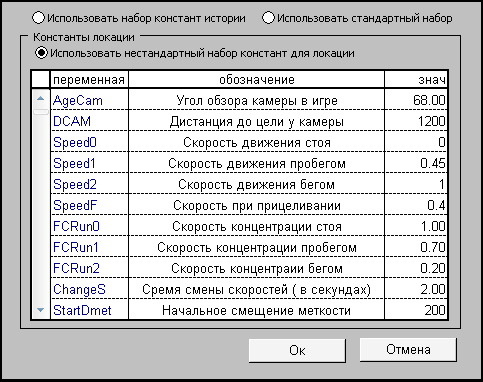 Использовать набор констант истории Использовать стандартный набор
Константы локации
Использовать нестандартный набор констант для локации
переменная обозначение знач
AgeCam Угол обзора камеры в игре 68.00
DCAM Дистанция до цели у камеры 1200
Speed0 Скорость движения стоя 0
Speed1 Скорость движения пробегом 0.45
Speed2 Скорость движения бегом 1
SpeedF Скорость при прицеливании 0.4
FCRun0 Скорость концентрации стоя 1.00
FCRun1 Скорость концентрации пробегом 0.70
FCRun2 Скорость концентраии бегом 0.20
ChangeS Сремя смены скоростей ( в секундах) 2.00
StartDmet Начальное смещение меткости 200
Ок Отмена